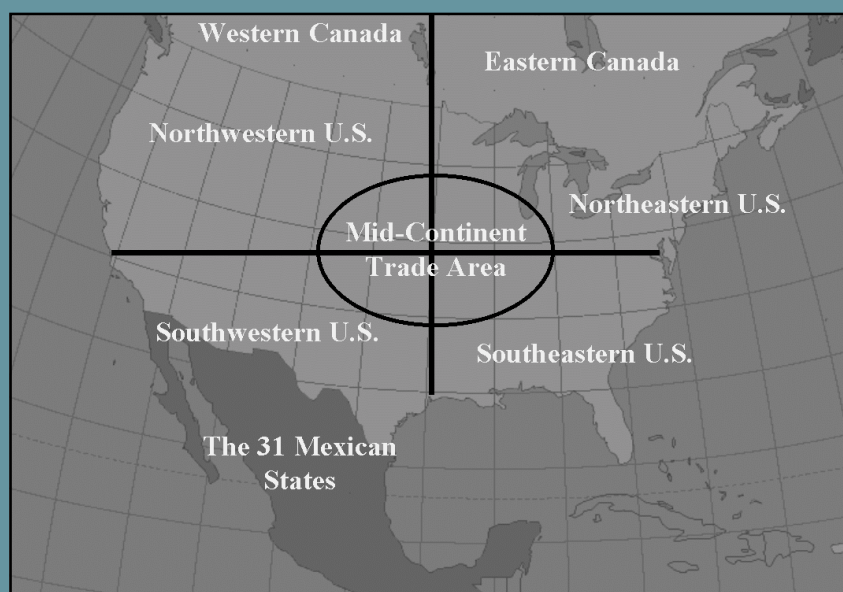 Western Canada
Eastern Canada
Northwestern U.S.
Northeastern U.S.
Mid-Continent
Trade Area
Southwestern U.S.
Southeastern U.S.
The 31 Mexican
States